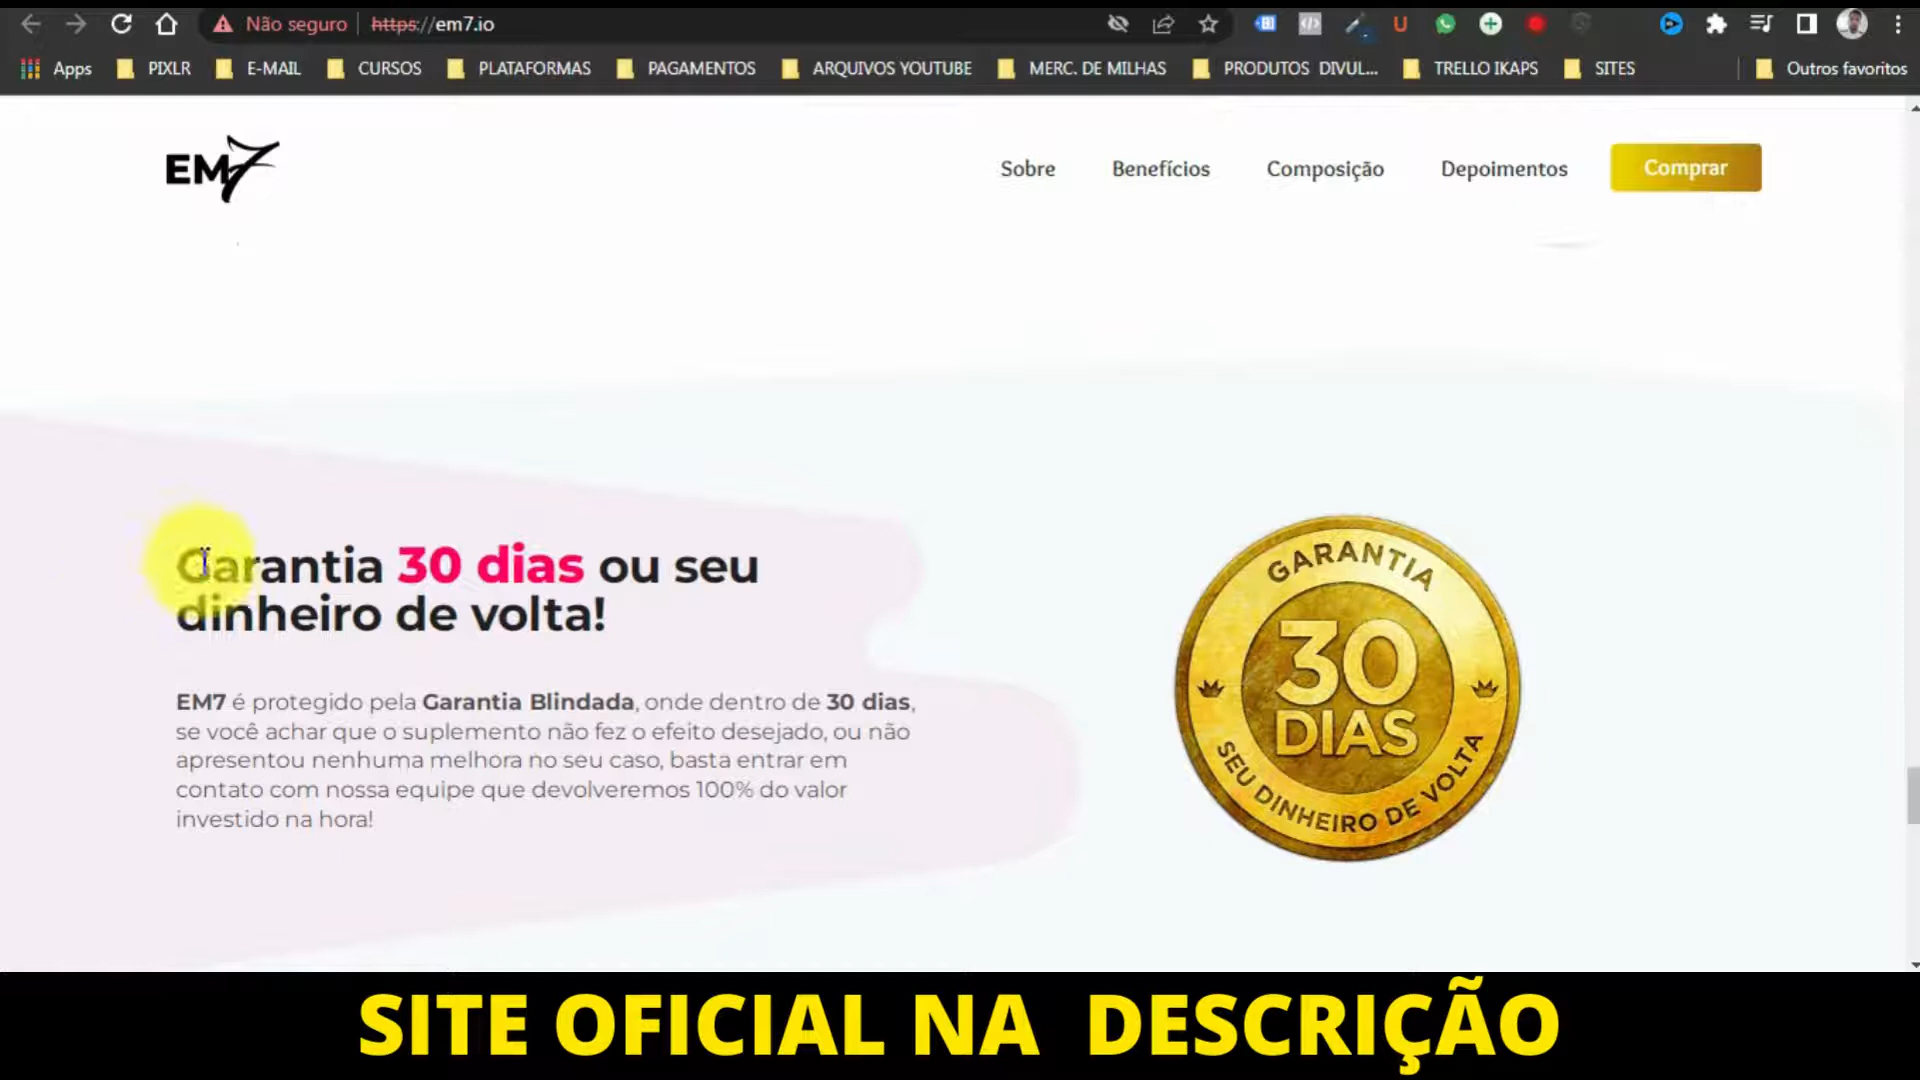 Não seguro https://em7.io
Apps PIXLR E-MAIL CURSOS PLATAFORMAS PAGAMENTOS ARQUIVOS YOUTUBE MERC. DE MILHAS PRODUTOS DIVUL... TRELLO IKAPS SITES Outros favoritos
EM7 Sobre Benefícios Composição Depoimentos Comprar
Garantia 30 dias ou seu
dinheiro de volta!
EM7 é protegido pela Garantia Blindada, onde dentro de 30 dias,
se você achar que o suplemento não fez o efeito desejado, ou não
apresentou nenhuma melhora no seu caso, basta entrar em
contato com nossa equipe que devolveremos 100% do valor
investido na hora!
GARANTIA
30
DIAS
SEU DINHEIRO DE VOLTA
SITE OFICIAL NA DESCRIÇÃO